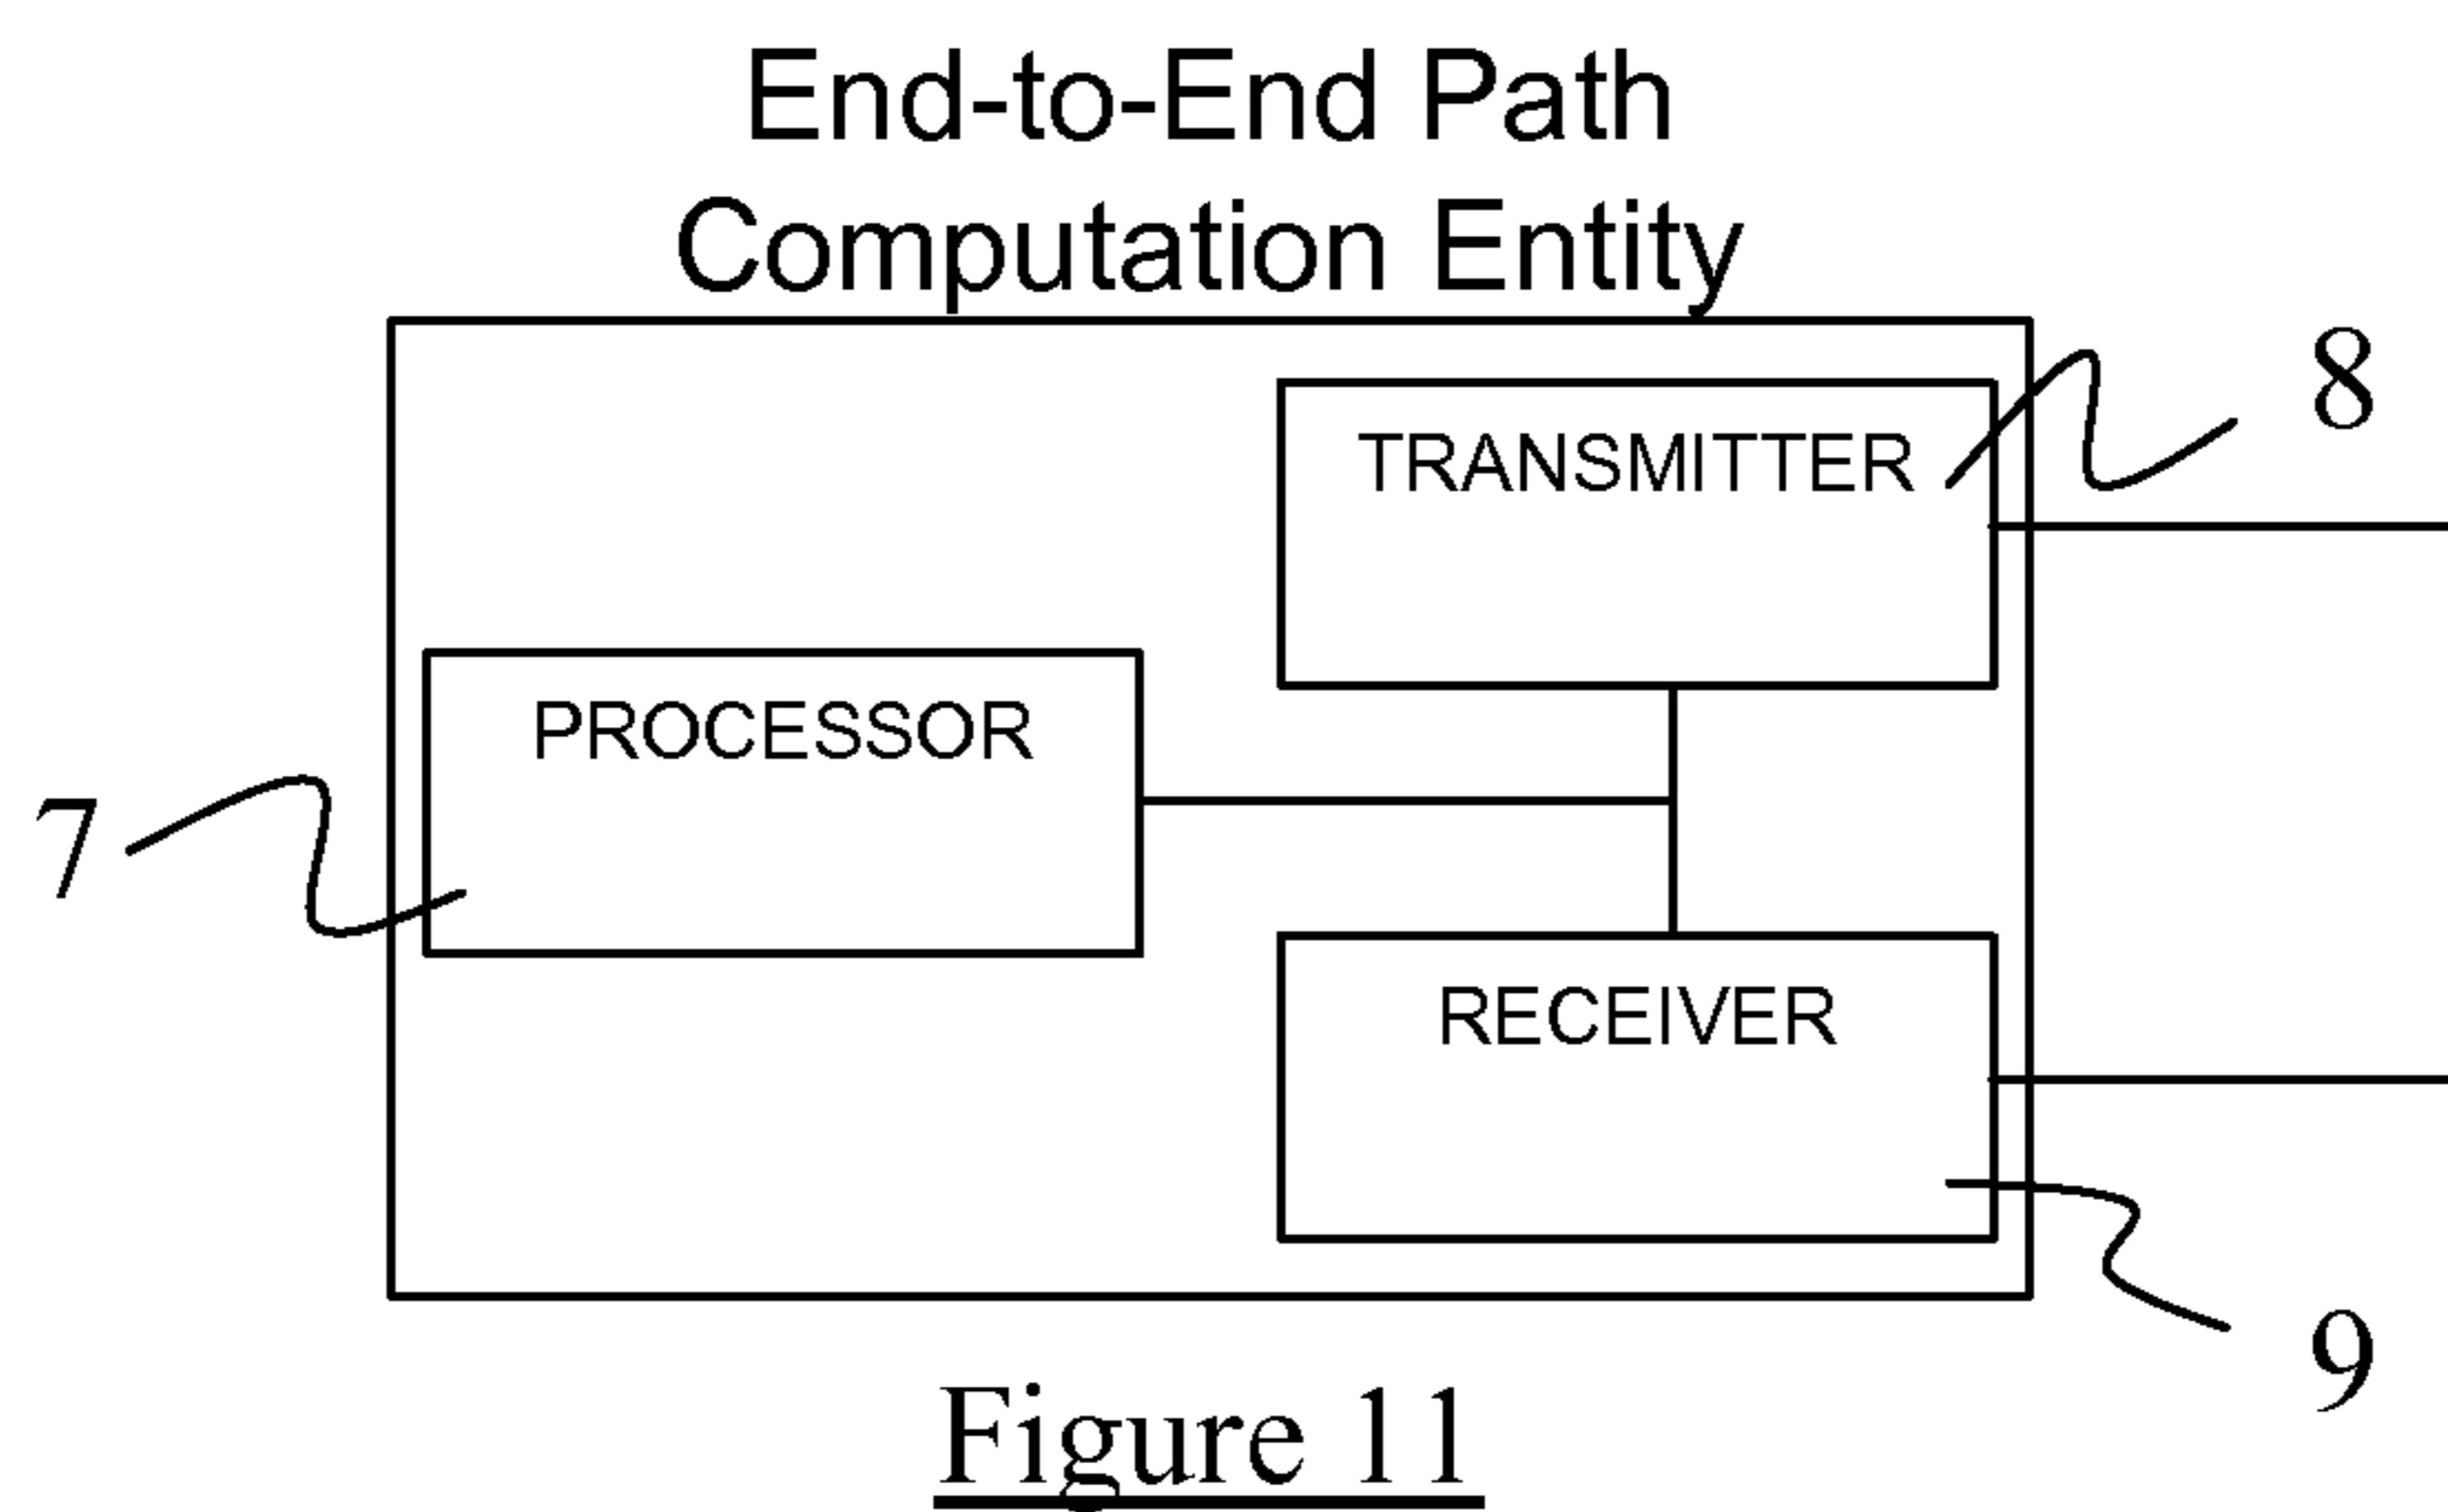 End-to-End Path
Computation Entity
8
TRANSMITTER
PROCESSOR
7
RECEIVER
9
Figure 11